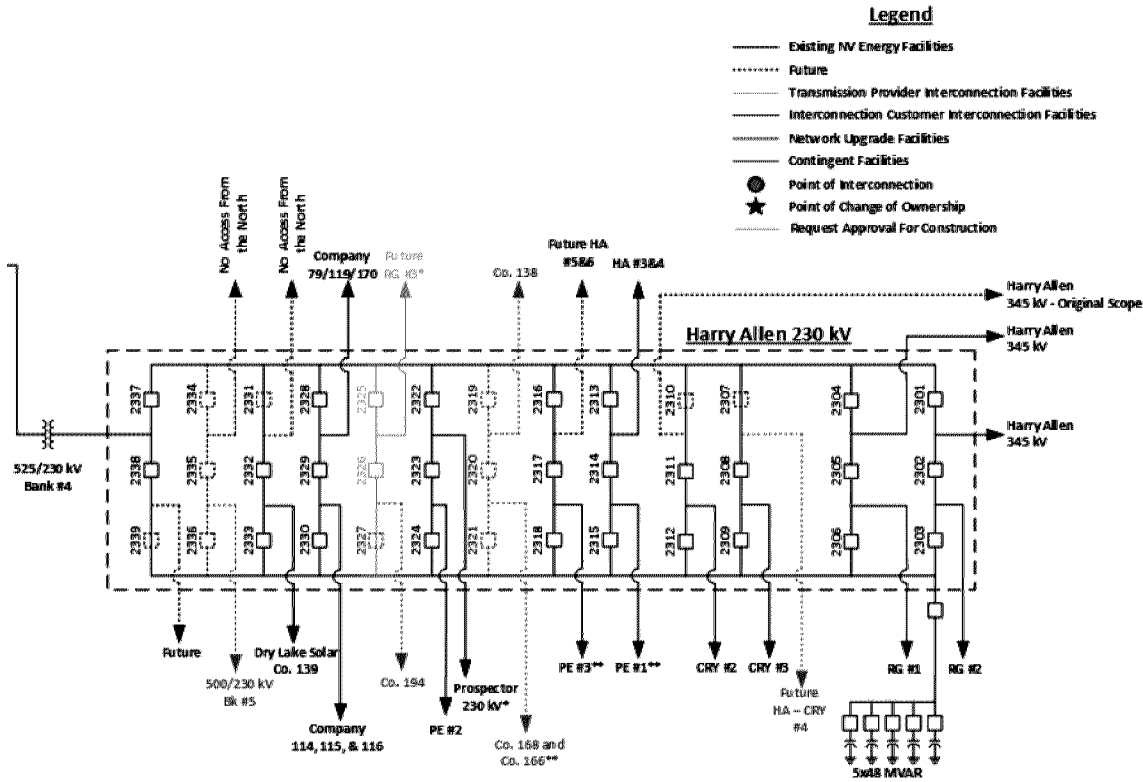 Legend
Existing NV Energy Facilities
Future
Transmission Provider Interconnection Facilities
Interconnection Customer Interconnection Facilities
Network Upgrade Facilities
Contingent Facilities
Point of Interconnection
Point of Change of Ownership
Request Approval For Construction
No Access From
the North
No Access From
the North
Company
79/119/170
Future
RG #3*
Co. 138
Future HA
#5&6
HA #3&4
Harry Allen
345 kV - Original Scope
Harry Allen
345 kV
Harry Allen
345 kV
Harry Allen 230 kV
2337
2334
2331
2328
2325
2322
2319
2316
2313
2310
2307
2304
2301
525/230 kV
Bank #4
2338
2335
2332
2329
2326
2323
2320
2317
2314
2311
2308
2305
2302
2339
2336
2333
2330
2327
2324
2321
2318
2315
2312
2309
2306
2303
Future
500/230 kV
Bk #5
Dry Lake Solar
Co. 139
Company
114, 115, & 116
Co. 194
PE #2
Prospector
230 kV*
Co. 168 and
Co. 166**
PE #3**
PE #1**
CRY #2
CRY #3
Future
HA – CRY
#4
RG #1
RG #2
5x48 MVAR